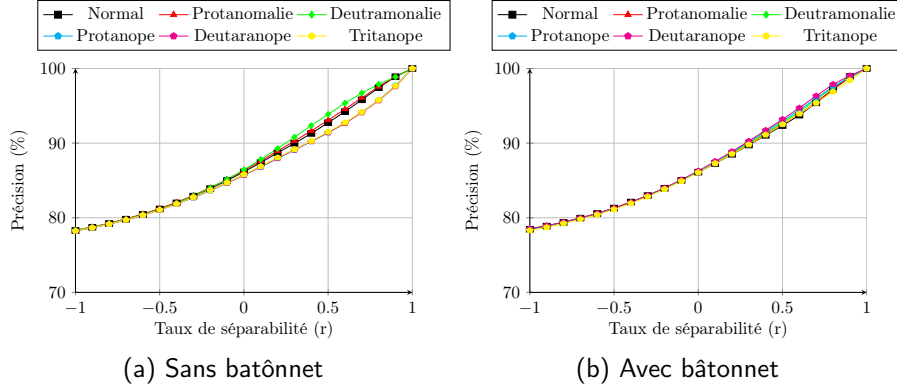 Normal Protanomalie Deutramonalie
Protanope Deutaranope Tritanope
100
90
80
70
Précision (%)
−1 −0.5 0 0.5 1
Taux de séparabilité (r)
(a) Sans batônnet
Normal Protanomalie Deutramonalie
Protanope Deutaranope Tritanope
100
90
80
70
Précision (%)
−1 −0.5 0 0.5 1
Taux de séparabilité (r)
(b) Avec bâtonnet